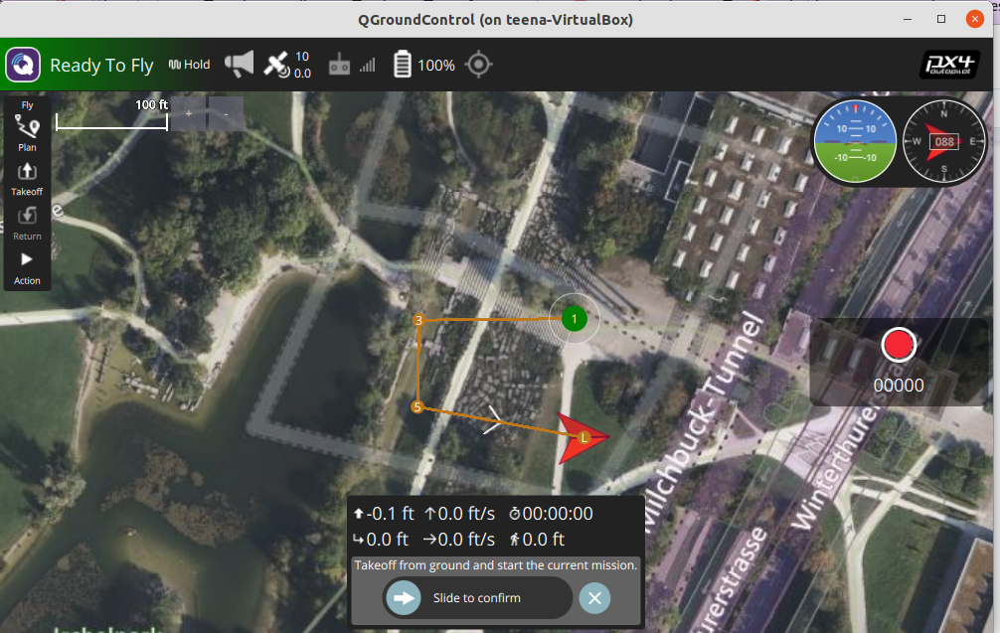 QGroundControl (on teena-VirtualBox)
Ready To Fly
Hold
10
0.0
100%
px4
autopilot
Fly
100 ft
+
-
Plan
Takeoff
Return
Action
10 10
-10 -10
N
W
088
E
S
e
3
1
5
L
00000
Milchbuck-Tunnel
Winterthure
urerstrasse
-0.1 ft
0.0 ft/s
00:00:00
0.0 ft
0.0 ft/s
0.0 ft
Takeoff from ground and start the current mission.
Slide to confirm